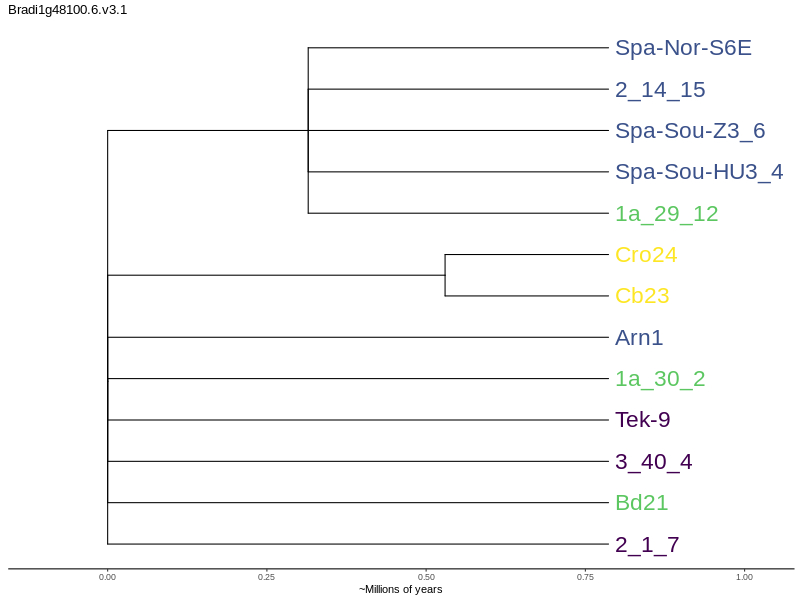 Bradi1g48100.6.v3.1
Spa-Nor-S6E
2_14_15
Spa-Sou-Z3_6
Spa-Sou-HU3_4
1a_29_12
Cro24
Cb23
Arn1
1a_30_2
Tek-9
3_40_4
Bd21
2_1_7
0.00 0.25 0.50 0.75 1.00
~Millions of years